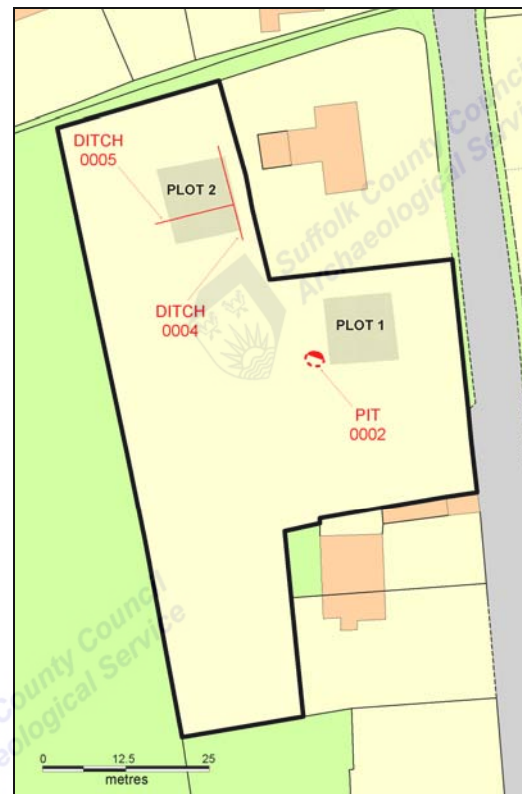 Suffolk County Council
Archaeological Service
DITCH
0005
PLOT 2
DITCH
0004
PLOT 1
PIT
0002
County Council
Service
0 12.5 25
metres